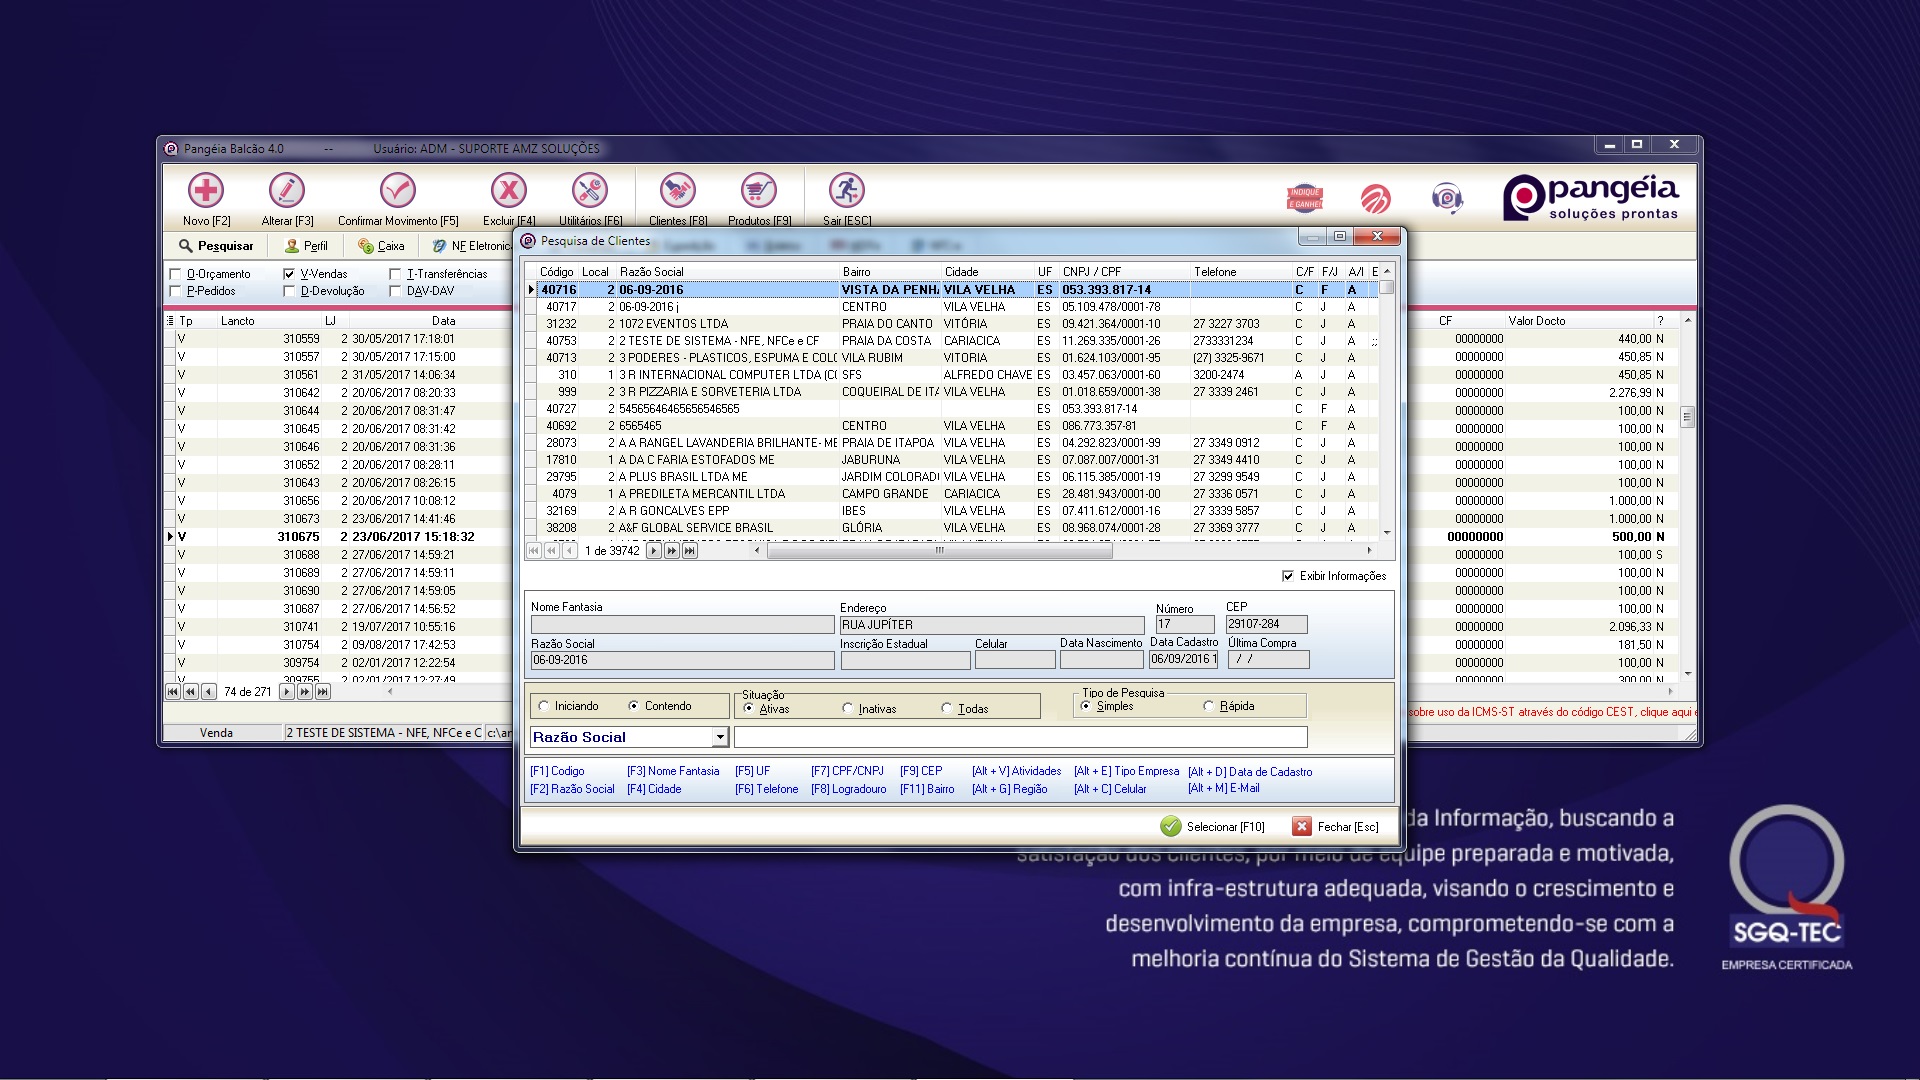 Pangéia Balcão 4.0 -- Usuário: ADM - SUPORTE AMZ SOLUÇÕES
Novo [F2] Alterar [F3] Confirmar Movimento [F5] Excluir [F4] Utilitários [F6] Clientes [F8] Produtos [F9] Sair [ESC]
INDIQUE E GANHE!
pangéia
soluções prontas
Pesquisar Perfil Caixa NF Eletronic
O-Orçamento V-Vendas T-Transferências
P-Pedidos D-Devolução DAV-DAV
Tp Lancto LJ Data
V 310559 2 30/05/2017 17:18:01
V 310557 2 30/05/2017 17:15:00
V 310561 2 31/05/2017 14:06:34
V 310642 2 20/06/2017 08:20:33
V 310644 2 20/06/2017 08:31:47
V 310645 2 20/06/2017 08:31:42
V 310646 2 20/06/2017 08:31:36
V 310652 2 20/06/2017 08:28:11
V 310643 2 20/06/2017 08:26:15
V 310656 2 20/06/2017 10:08:12
V 310673 2 23/06/2017 14:41:46
V 310675 2 23/06/2017 15:18:32
V 310688 2 27/06/2017 14:59:21
V 310689 2 27/06/2017 14:59:11
V 310690 2 27/06/2017 14:59:05
V 310687 2 27/06/2017 14:56:52
V 310741 2 19/07/2017 10:55:16
V 310754 2 09/08/2017 17:42:53
V 309754 2 02/01/2017 12:22:54
V 309755 2 02/01/2017 12:27:49
74 de 271
Venda 2 TESTE DE SISTEMA - NFE, NFCe e C c:\an
Pesquisa de Clientes
Código Local Razão Social Bairro Cidade UF CNPJ / CPF Telefone C/F F/J A/I E
40716 2 06-09-2016 VISTA DA PENH VILA VELHA ES 053.393.817-14 C F A
40717 2 06-09-2016 j CENTRO VILA VELHA ES 05.109.478/0001-78 C J A
31232 2 1072 EVENTOS LTDA PRAIA DO CANTO VITÓRIA ES 09.421.364/0001-10 27 3227 3703 C J A
40753 2 2 TESTE DE SISTEMA - NFE, NFCe e CF PRAIA DA COSTA CARIACICA ES 11.269.335/0001-26 2733331234 C J A ;;
40713 2 3 PODERES - PLASTICOS, ESPUMA E COL VILA RUBIM VITORIA ES 01.624.103/0001-95 (27) 3325-9671 C J A
310 1 3 R INTERNACIONAL COMPUTER LTDA (C SFS ALFREDO CHAVE ES 03.457.063/0001-60 3200-2474 A J A
999 2 3 R PIZZARIA E SORVETERIA LTDA COQUEIRAL DE IT VILA VELHA ES 01.018.659/0001-38 27 3339 2461 C J A
40727 2 54565646465656546565 ES 053.393.817-14 C F A
40692 2 6565465 CENTRO VILA VELHA ES 086.773.357-81 C F A
28073 2 A A RANGEL LAVANDERIA BRILHANTE- ME PRAIA DE ITAPOA VILA VELHA ES 04.292.823/0001-99 27 3349 0912 C J A
17810 1 A DA C FARIA ESTOFADOS ME JABURUNA VILA VELHA ES 07.087.007/0001-31 27 3349 4410 C J A
29795 2 A PLUS BRASIL LTDA ME JARDIM COLORAD VILA VELHA ES 06.115.385/0001-19 27 3299 9549 C J A
4079 1 A PREDILETA MERCANTIL LTDA CAMPO GRANDE CARIACICA ES 28.481.943/0001-00 27 3336 0571 C J A
32169 2 A R GONCALVES EPP IBES VILA VELHA ES 07.411.612/0001-16 27 3339 5857 C J A
38208 2 A&F GLOBAL SERVICE BRASIL GLÓRIA VILA VELHA ES 08.968.074/0001-28 27 3369 3777 C J A
1 de 39742
Exibir Informações
Nome Fantasia Endereço Número CEP
RUA JUPÍTER 17 29107-284
Razão Social Inscrição Estadual Celular Data Nascimento Data Cadastro Última Compra
06-09-2016 06/09/2016 1 / /
Iniciando Contendo Situação Ativas Inativas Todas Tipo de Pesquisa Simples Rápida
Razão Social
[F1] Codigo [F3] Nome Fantasia [F5] UF [F7] CPF/CNPJ [F9] CEP [Alt + V] Atividades [Alt + E] Tipo Empresa [Alt + D] Data de Cadastro
[F2] Razão Social [F4] Cidade [F6] Telefone [F8] Logradouro [F11] Bairro [Alt + G] Região [Alt + C] Celular [Alt + M] E-Mail
Selecionar [F10] Fechar [Esc]
CF Valor Docto ?
00000000 440,00 N
00000000 450,85 N
00000000 450,85 N
00000000 2.276,99 N
00000000 100,00 N
00000000 100,00 N
00000000 100,00 N
00000000 100,00 N
00000000 100,00 N
00000000 1.000,00 N
00000000 1.000,00 N
00000000 500,00 N
00000000 100,00 S
00000000 100,00 N
00000000 100,00 N
00000000 100,00 N
00000000 2.096,33 N
00000000 181,50 N
00000000 100,00 N
00000000 300,00 N
sobre uso da ICMS-ST através do código CEST, clique aqui e
da Informação, buscando a
satisfação dos clientes, por meio de equipe preparada e motivada,
com infra-estrutura adequada, visando o crescimento e
desenvolvimento da empresa, comprometendo-se com a
melhoria contínua do Sistema de Gestão da Qualidade.
SGQ-TEC
EMPRESA CERTIFICADA